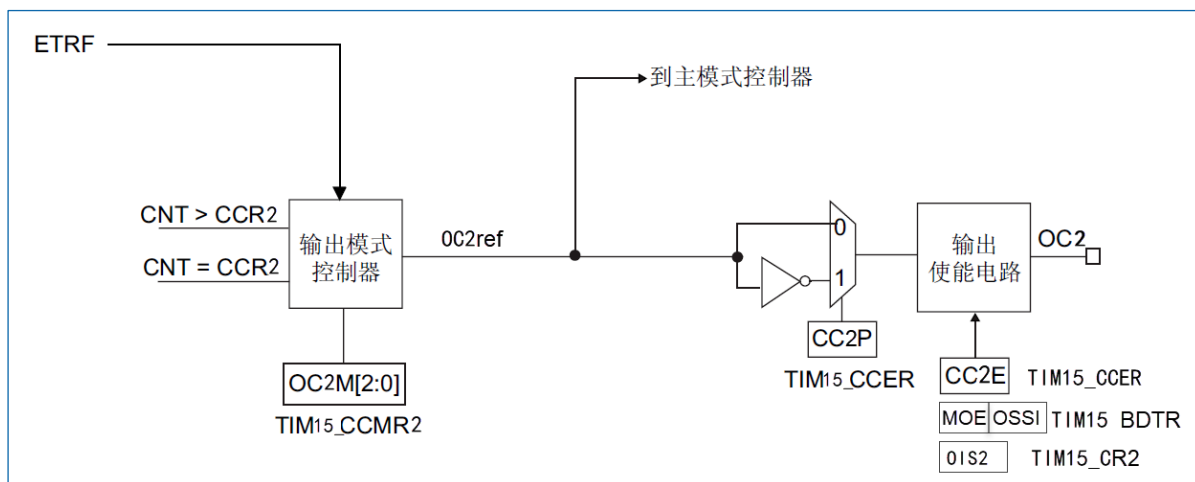 ETRF
到主模式控制器
CNT > CCR2
CNT = CCR2
输出模式
控制器
OC2ref
0
1
输出
使能电路
OC2
CC2P
TIM15_CCER
OC2M[2:0]
TIM15_CCMR2
CC2E TIM15_CCER
MOE OSSI TIM15 BDTR
OIS2 TIM15_CR2